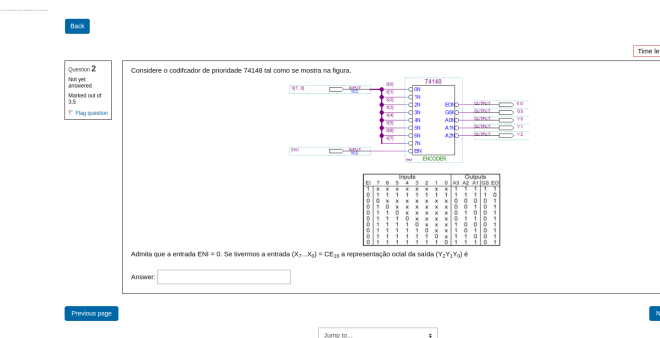 Back
Time le
Question 2
Not yet
answered
Marked out of
3,5
Flag question
Considere o codificador de prioridade 74148 tal como se mostra na figura.
74148
X[7..0]
INPUT
VCC
X[0]
X[1]
X[2]
X[3]
X[4]
X[5]
X[6]
X[7]
0N
1N
2N
3N
4N
5N
6N
7N
EIN
EON
GSN
A0N
A1N
A2N
OUTPUT
OUTPUT
OUTPUT
OUTPUT
OUTPUT
E0
GS
Y0
Y1
Y2
ENI
INPUT
VCC
ENCODER
Inputs Outputs
EI 7 6 5 4 3 2 1 0 A3 A2 A1 GS EO
1 x x x x x x x x 1 1 1 1 1
0 1 1 1 1 1 1 1 1 1 1 1 1 0
0 0 x x x x x x x 0 0 0 0 1
0 1 0 x x x x x x 0 0 1 0 1
0 1 1 0 x x x x x 0 1 0 0 1
0 1 1 1 0 x x x x 0 1 1 0 1
0 1 1 1 1 0 x x x 1 0 0 0 1
0 1 1 1 1 1 0 x x 1 0 1 0 1
0 1 1 1 1 1 1 0 x 1 1 0 0 1
0 1 1 1 1 1 1 1 0 1 1 1 0 1
Admita que a entrada ENI = 0. Se tivermos a entrada (X₇...X₀) = CE₁₆ a representação octal da saída (Y₂Y₁Y₀) é
Answer:
Previous page
N
Jump to...